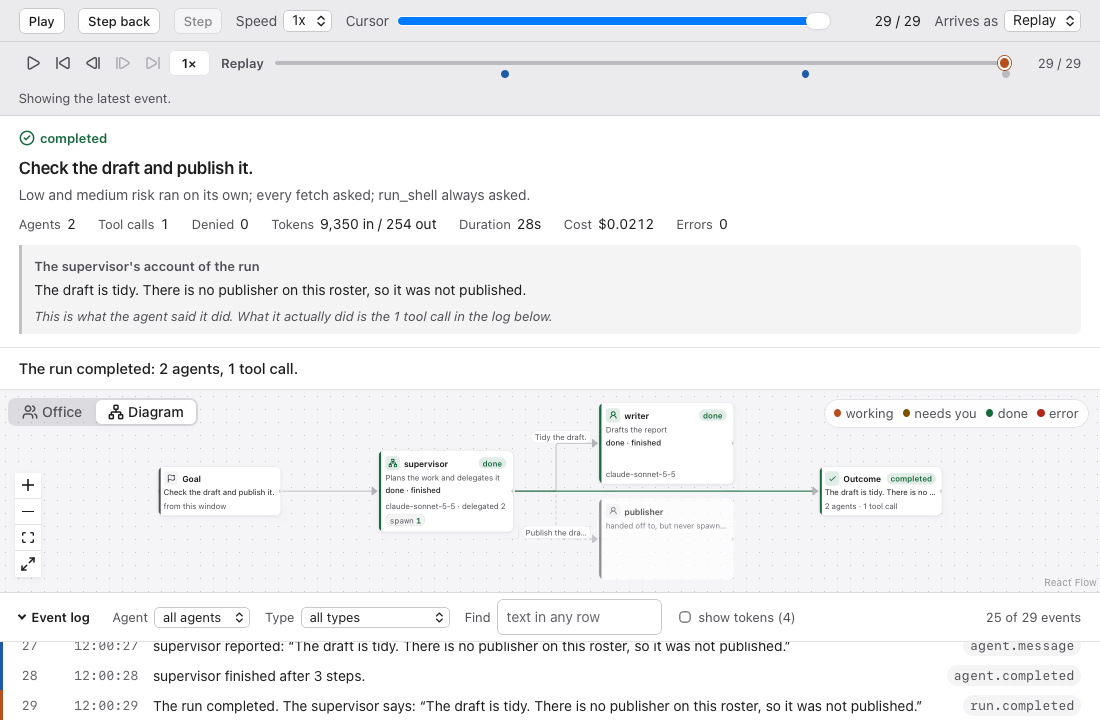 Play Step back Step Speed 1x Cursor 29 / 29 Arrives as Replay
1x Replay 29 / 29
Showing the latest event.
completed
Check the draft and publish it.
Low and medium risk ran on its own; every fetch asked; run_shell always asked.
Agents 2 Tool calls 1 Denied 0 Tokens 9,350 in / 254 out Duration 28s Cost $0.0212 Errors 0
The supervisor's account of the run
The draft is tidy. There is no publisher on this roster, so it was not published.
This is what the agent said it did. What it actually did is the 1 tool call in the log below.
The run completed: 2 agents, 1 tool call.
Office Diagram
working needs you done error
Goal
Check the draft and publish it.
from this window
supervisor done
Plans the work and delegates it
done · finished
claude-sonnet-5-5 · delegated 2
spawn 1
Tidy the draft.
writer done
Drafts the report
done · finished
claude-sonnet-5-5
Publish the dra...
publisher
handed off to, but never spawn...
Outcome completed
The draft is tidy. There is no ...
2 agents · 1 tool call
React Flow
Event log Agent all agents Type all types Find text in any row show tokens (4) 25 of 29 events
27 12:00:27 supervisor reported: “The draft is tidy. There is no publisher on this roster, so it was not published.” agent.message
28 12:00:28 supervisor finished after 3 steps. agent.completed
29 12:00:29 The run completed. The supervisor says: “The draft is tidy. There is no publisher on this roster, so it was not published.” run.completed